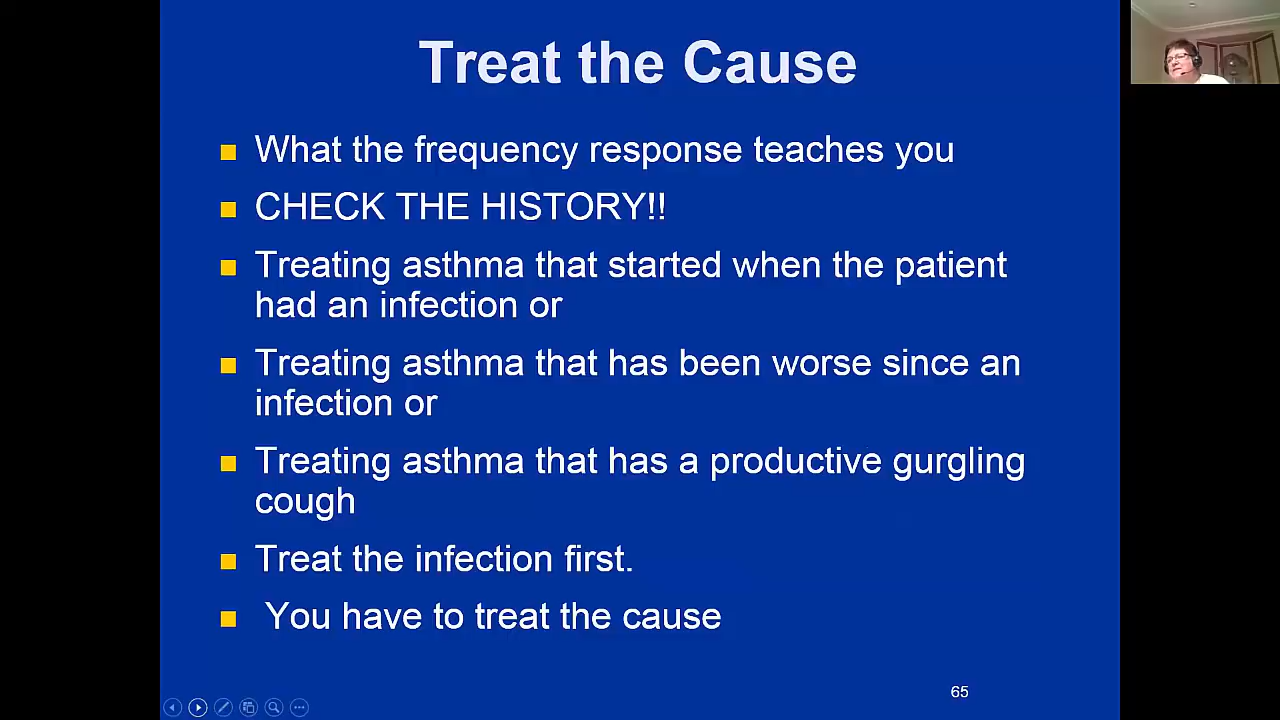 Treat the Cause
What the frequency response teaches you
CHECK THE HISTORY!!
Treating asthma that started when the patient
had an infection or
Treating asthma that has been worse since an
infection or
Treating asthma that has a productive gurgling
cough
Treat the infection first.
You have to treat the cause
65